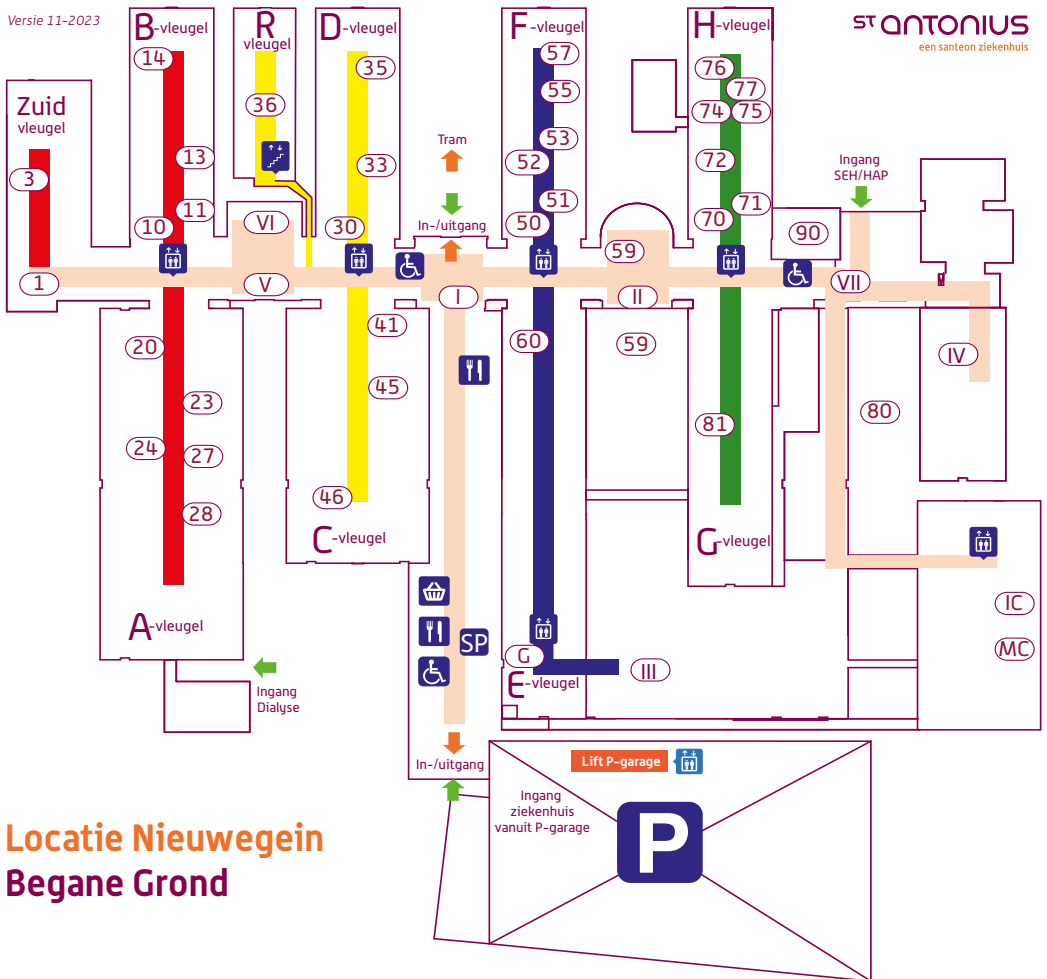 Versie 11-2023
B-vleugel
R
vleugel
D-vleugel
F-vleugel
H-vleugel
ST ANTONIUS
een santeon ziekenhuis
14
35
57
76
77
55
36
Zuid
vleugel
74
75
Tram
53
13
33
52
72
Ingang
SEH/HAP
3
51
71
11
10
VI
30
In-/uitgang
50
70
90
59
1
V
I
II
VII
20
41
60
59
IV
45
23
80
24
27
81
46
28
C-vleugel
G-vleugel
IC
A-vleugel
SP
MC
G
III
E-vleugel
Ingang
Dialyse
In-/uitgang
Lift P-garage
Ingang
ziekenhuis
vanuit P-garage
P
Locatie Nieuwegein
Begane Grond